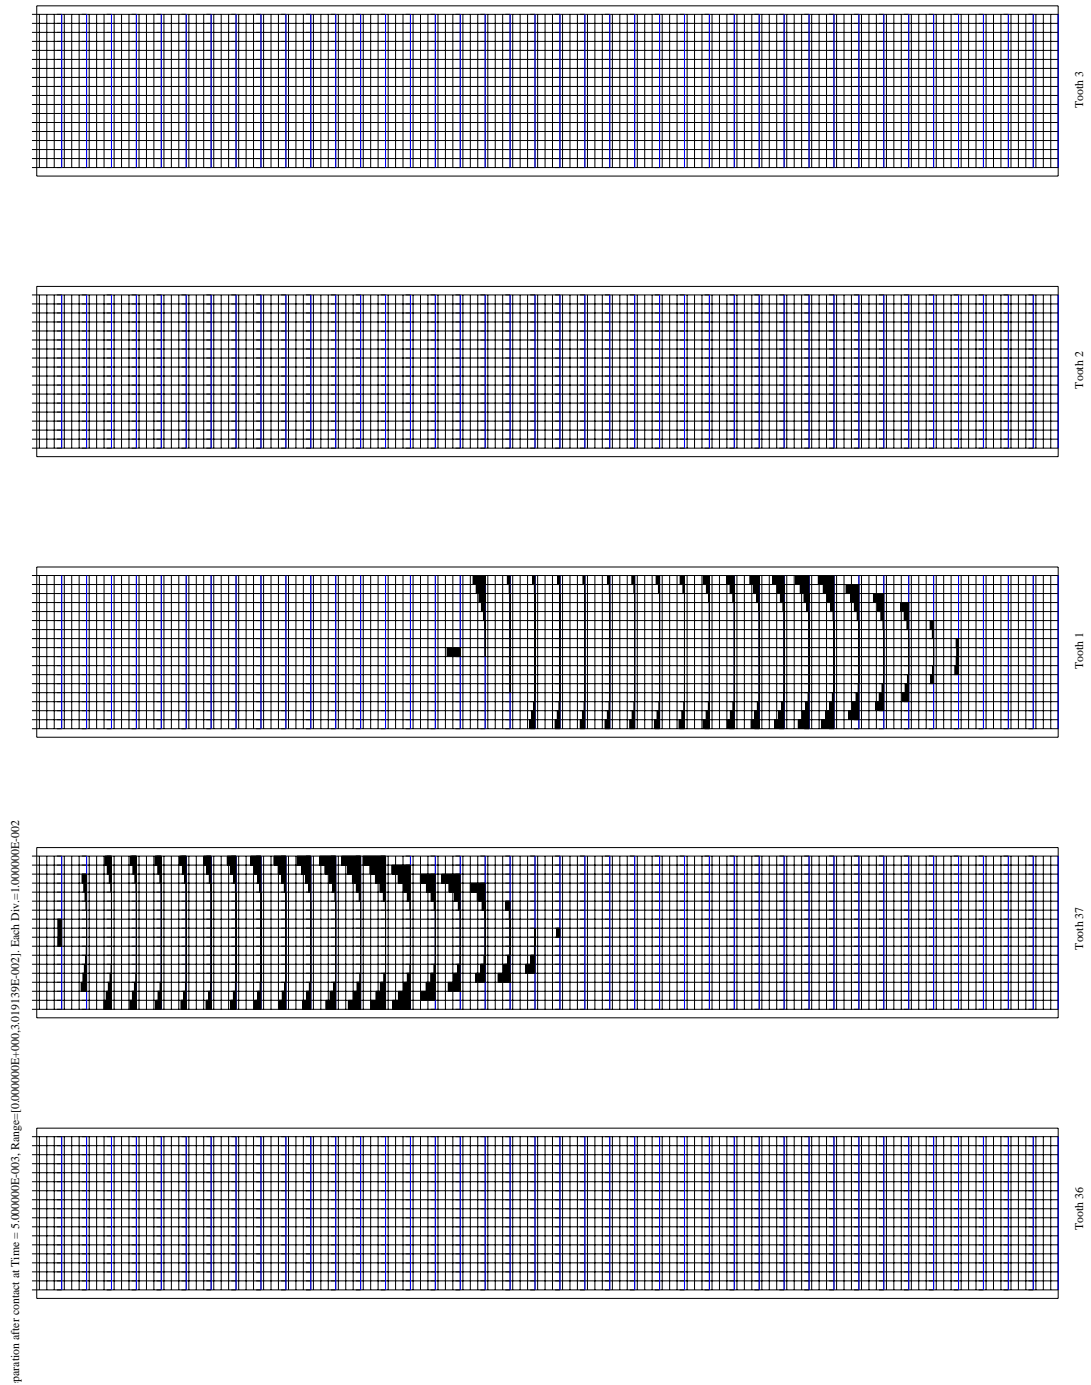 after contact at Time = 5.000000E-003, Range=[0.000000E+000,3.019139E-002]. Each Div.=1.000000E-002
Tooth 36
Tooth 37
Tooth 1
Tooth 2
Tooth 3